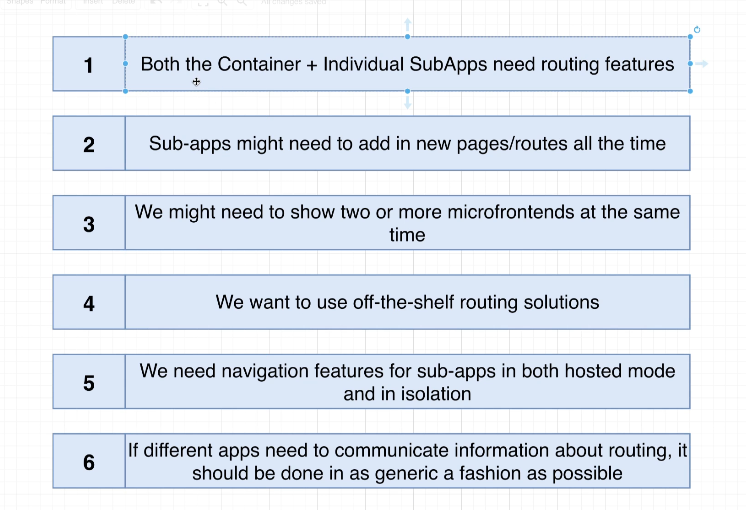 1
Both the Container + Individual SubApps need routing features
2
Sub-apps might need to add in new pages/routes all the time
3
We might need to show two or more microfrontends at the same
time
4
We want to use off-the-shelf routing solutions
5
We need navigation features for sub-apps in both hosted mode
and in isolation
6
If different apps need to communicate information about routing, it
should be done in as generic a fashion as possible